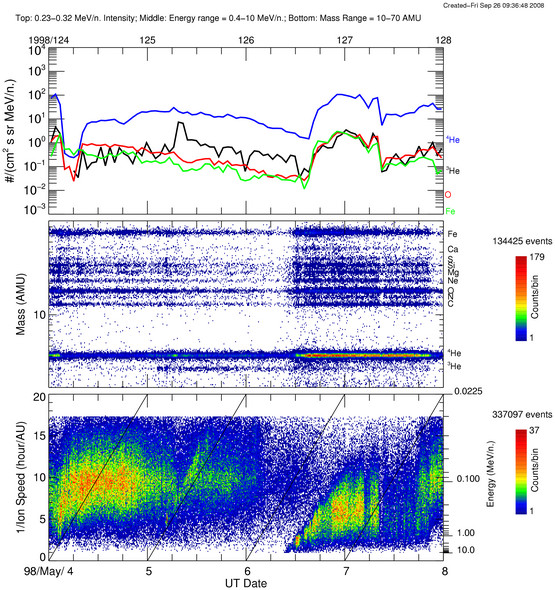 Created-Fri Sep 26 09:36:48 2008
Top: 0.23-0.32 MeV/n. Intensity; Middle: Energy range = 0.4-10 MeV/n.; Bottom: Mass Range = 10-70 AMU
1998/124 125 126 127 128
10⁴
10³
10²
10¹
10⁰
10⁻¹
10⁻²
10⁻³
#/(cm² s sr MeV/n.)
⁴He
³He
O
Fe
Mass (AMU)
10
Fe
Ca
S
Si
Mg
Ne
O
N
C
⁴He
³He
134425 events
179
Counts/bin
1
1/Ion Speed (hour/AU)
20
15
10
5
0
0.0225
0.100
1.00
10.0
Energy (MeV/n.)
337097 events
37
Counts/bin
1
98/May/ 4 5 6 7 8
UT Date